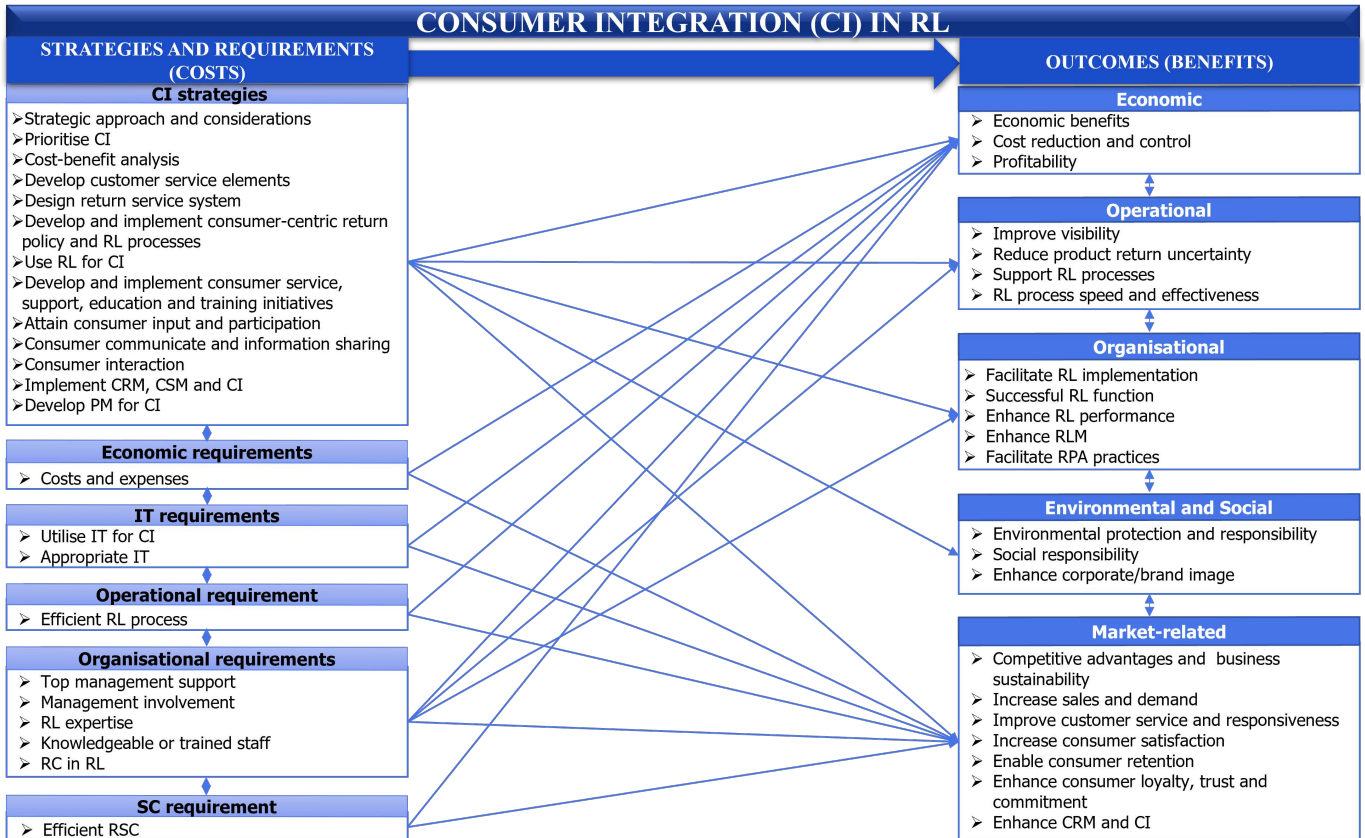 CONSUMER INTEGRATION (CI) IN RL
STRATEGIES AND REQUIREMENTS
(COSTS)
CI strategies
➢Strategic approach and considerations
➢Prioritise CI
➢Cost-benefit analysis
➢Develop customer service elements
➢Design return service system
➢Develop and implement consumer-centric return
policy and RL processes
➢Use RL for CI
➢Develop and implement consumer service,
support, education and training initiatives
➢Attain consumer input and participation
➢Consumer communicate and information sharing
➢Consumer interaction
➢Implement CRM, CSM and CI
➢Develop PM for CI
Economic requirements
➢ Costs and expenses
IT requirements
➢ Utilise IT for CI
➢ Appropriate IT
Operational requirement
➢ Efficient RL process
Organisational requirements
➢ Top management support
➢ Management involvement
➢ RL expertise
➢ Knowledgeable or trained staff
➢ RC in RL
SC requirement
➢ Efficient RSC
OUTCOMES (BENEFITS)
Economic
➢ Economic benefits
➢ Cost reduction and control
➢ Profitability
Operational
➢ Improve visibility
➢ Reduce product return uncertainty
➢ Support RL processes
➢ RL process speed and effectiveness
Organisational
➢ Facilitate RL implementation
➢ Successful RL function
➢ Enhance RL performance
➢ Enhance RLM
➢ Facilitate RPA practices
Environmental and Social
➢ Environmental protection and responsibility
➢ Social responsibility
➢ Enhance corporate/brand image
Market-related
➢ Competitive advantages and business
sustainability
➢ Increase sales and demand
➢ Improve customer service and responsiveness
➢ Increase consumer satisfaction
➢ Enable consumer retention
➢ Enhance consumer loyalty, trust and
commitment
➢ Enhance CRM and CI